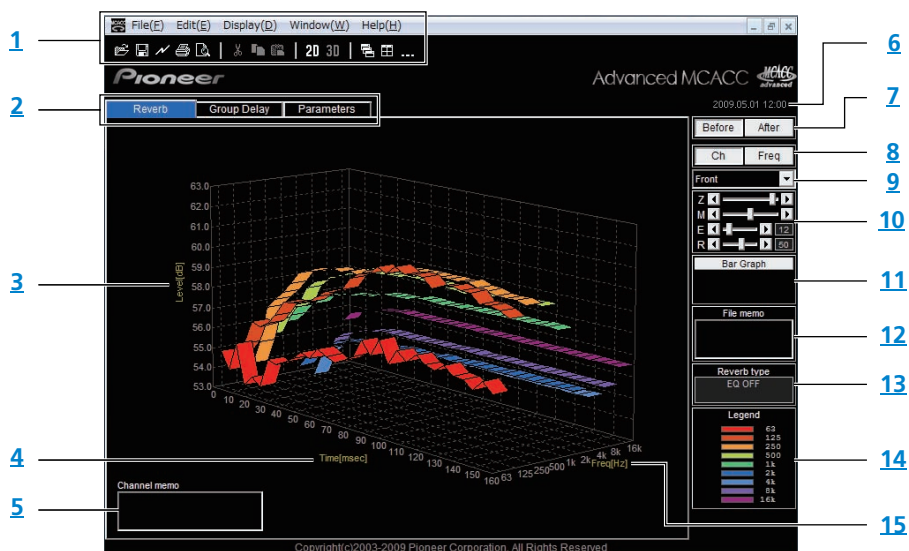 File(F) Edit(E) Display(D) Window(W) Help(H)
1
2D 3D ...
6
Pioneer
Advanced MCACC MCACC advanced
2009.05.01 12:00
7
2
Reverb Group Delay Parameters
Before After
8
Ch Freq
9
Front
Z
M
E 12
R 50
10
63.0
62.0
61.0
60.0
59.0
58.0
57.0
56.0
55.0
54.0
53.0
3
Level[dB]
Bar Graph
11
File memo
12
Reverb type
EQ OFF
13
0 10 20 30 40 50 60 70 80 90 100 110 120 130 140 150 160
63 125 250 500 1k 2k 4k 8k 16k
4
Time[msec]
Freq[Hz]
Legend
63
125
250
500
1k
2k
4k
8k
16k
14
Channel memo
5
15
Copyright(c)2003-2009 Pioneer Corporation. All Rights Reserved